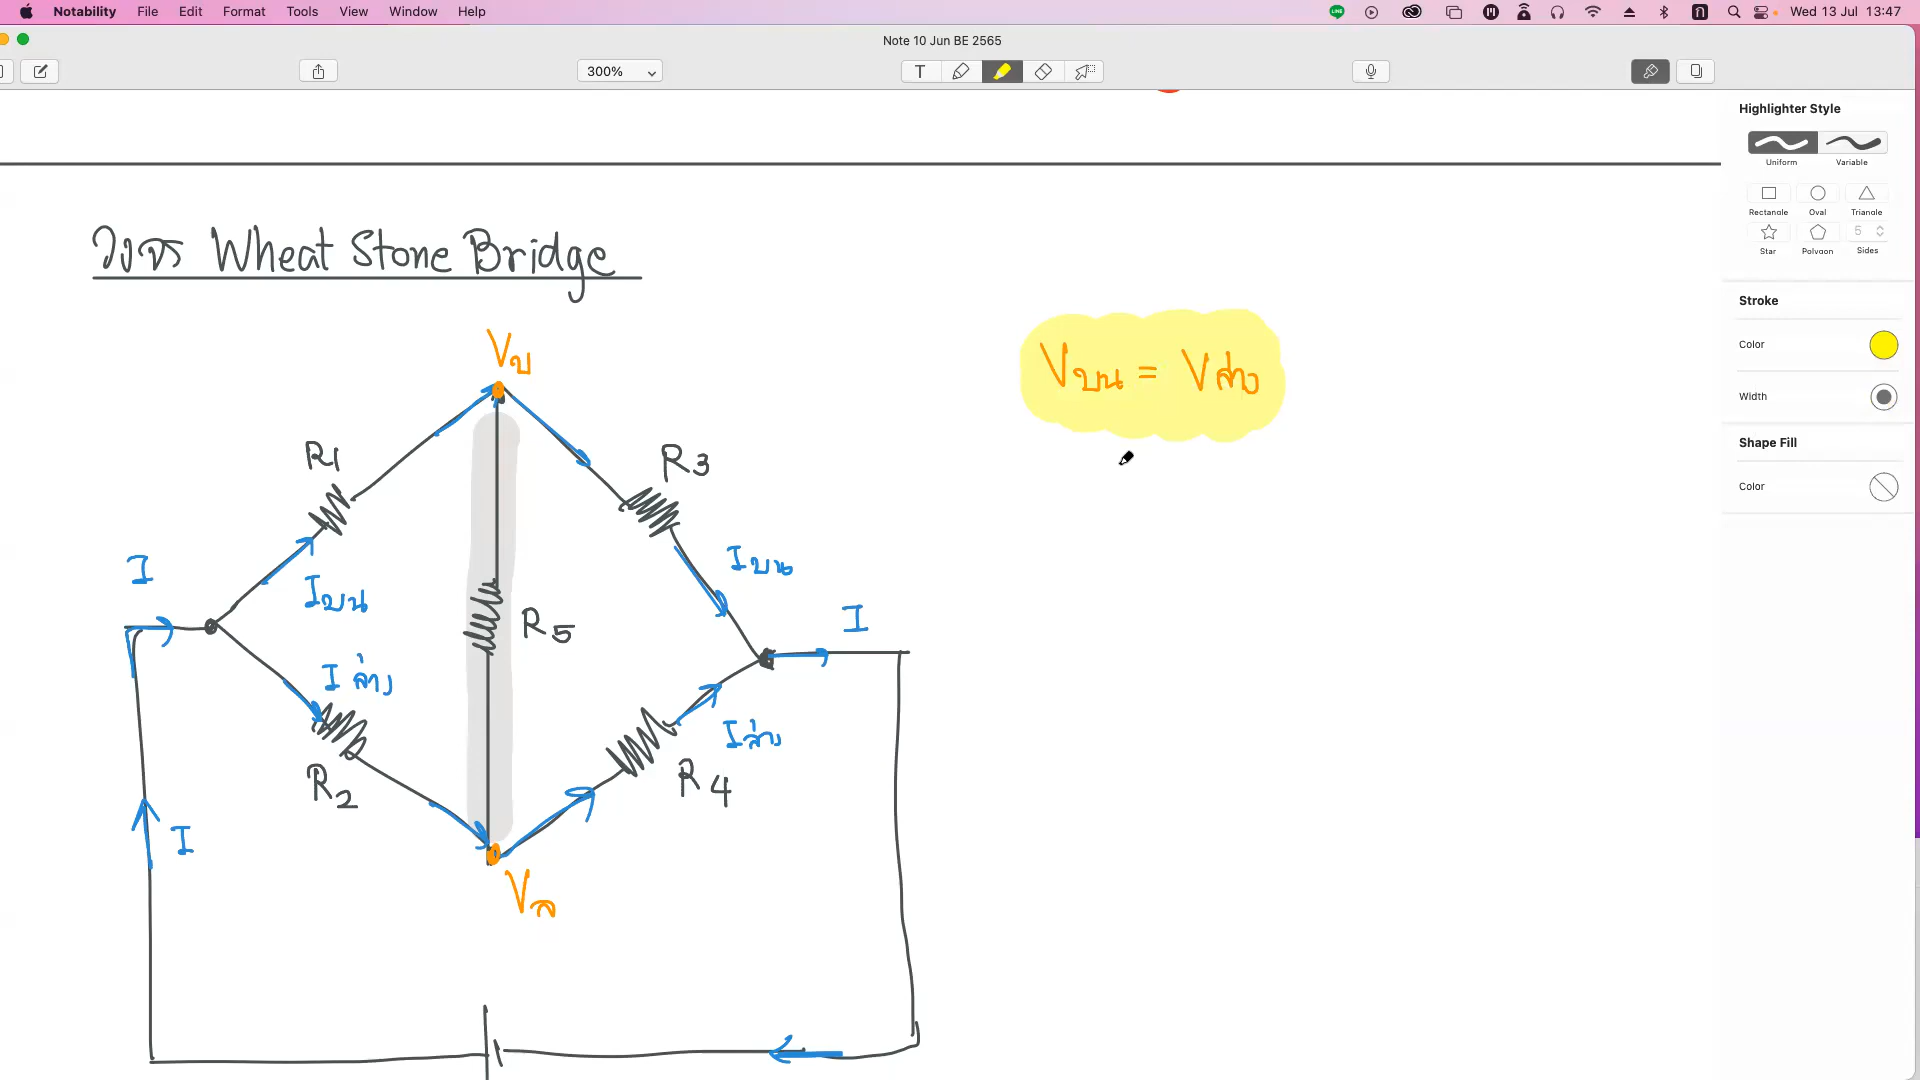 Notability File Edit Format Tools View Window Help Wed 13 Jul 13:47
Note 10 Jun BE 2565
300% T
Highlighter Style
Uniform Variable
Rectangle Oval Triangle
5
Star Polygon Sides
Stroke
Color
Width
Shape Fill
Color
วงจร Wheat Stone Bridge
Vบ
Vบน = Vล่าง
R1
R3
I
Iบน
Iบน
I
R5
I ล่าง
Iล่าง
R2
R4
I
Vล